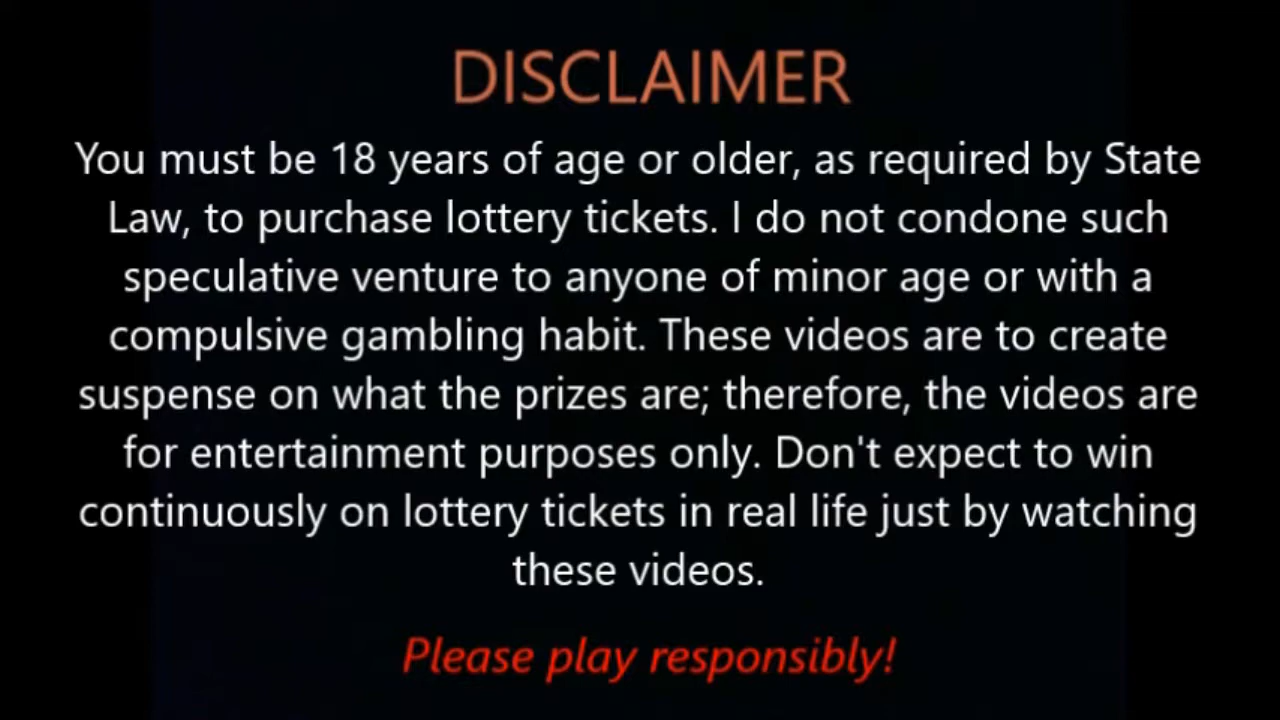 DISCLAIMER
You must be 18 years of age or older, as required by State
Law, to purchase lottery tickets. I do not condone such
speculative venture to anyone of minor age or with a
compulsive gambling habit. These videos are to create
suspense on what the prizes are; therefore, the videos are
for entertainment purposes only. Don't expect to win
continuously on lottery tickets in real life just by watching
these videos.
Please play responsibly!